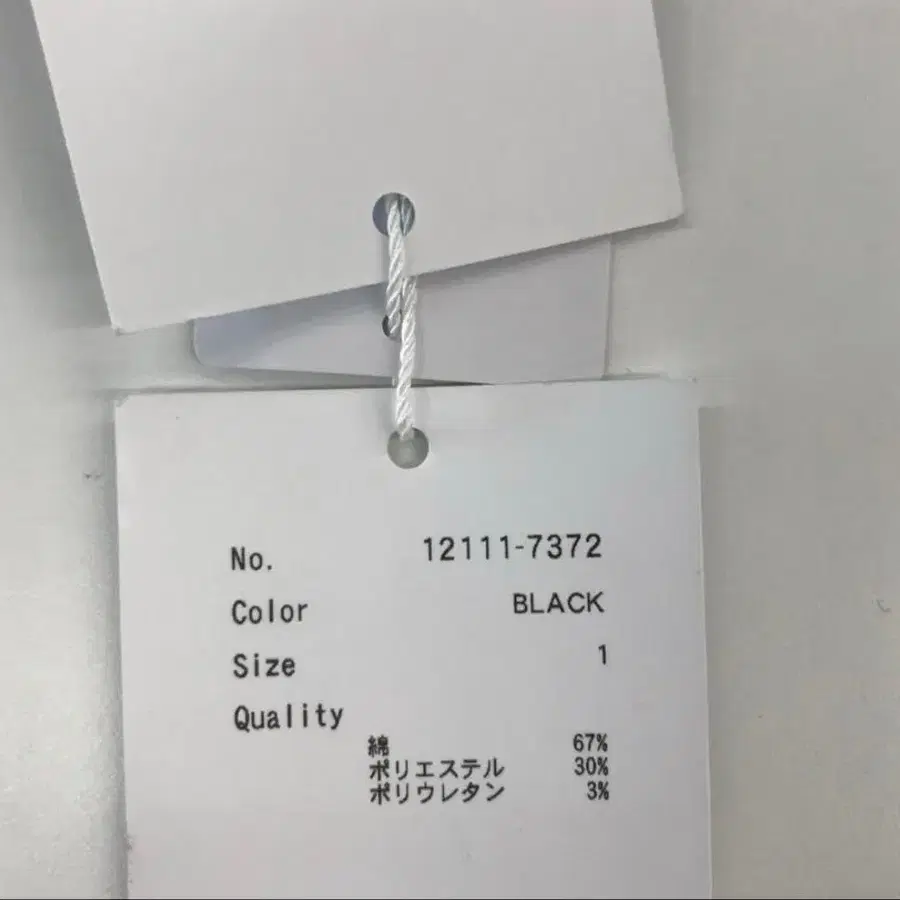 No. 12111-7372
Color BLACK
Size 1
Quality
綿 67%
ポリエステル 30%
ポリウレタン 3%